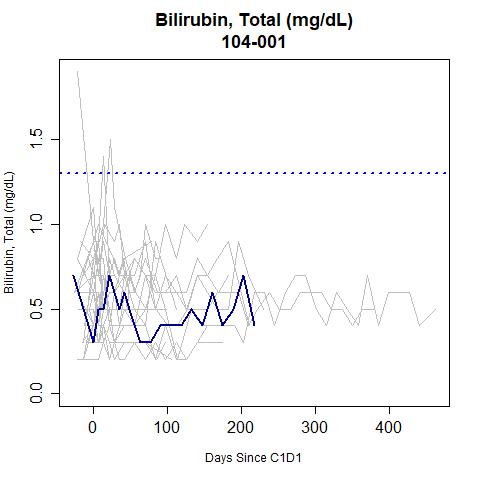 Bilirubin, Total (mg/dL)
104-001
Bilirubin, Total (mg/dL)
1.5
1.0
0.5
0.0
0 100 200 300 400
Days Since C1D1